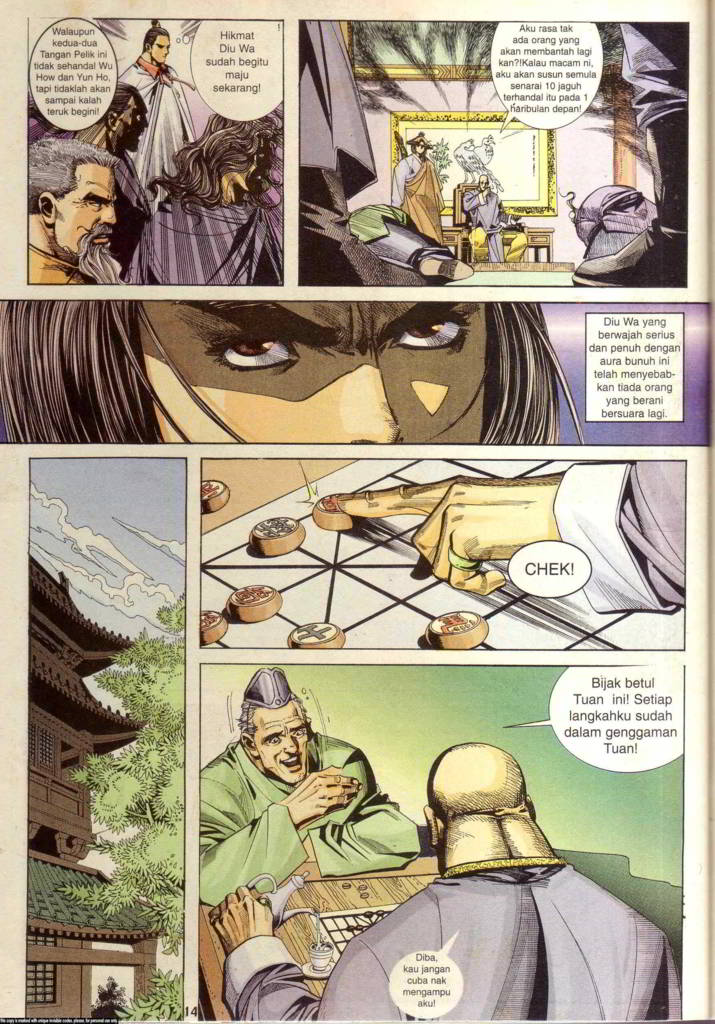 Walaupun
kedua-dua
Tangan Pelik ini
tidak sehandal Wu
How dan Yun Ho,
tapi tidaklah akan
sampai kalah
teruk begini!
Hikmat
Diu Wa
sudah begitu
maju
sekarang!
Aku rasa tak
ada orang yang
akan membantah lagi
kan?!Kalau macam ni,
aku akan susun semula
senarai 10 jaguh
terhandal itu pada 1
haribulan depan!
Diu Wa yang
berwajah serius
dan penuh dengan
aura bunuh ini
telah menyebab-
kan tiada orang
yang berani
bersuara lagi.
CHEK!
Bijak betul
Tuan ini! Setiap
langkahku sudah
dalam genggaman
Tuan!
Diba,
kau jangan
cuba nak
mengampu
aku!
14